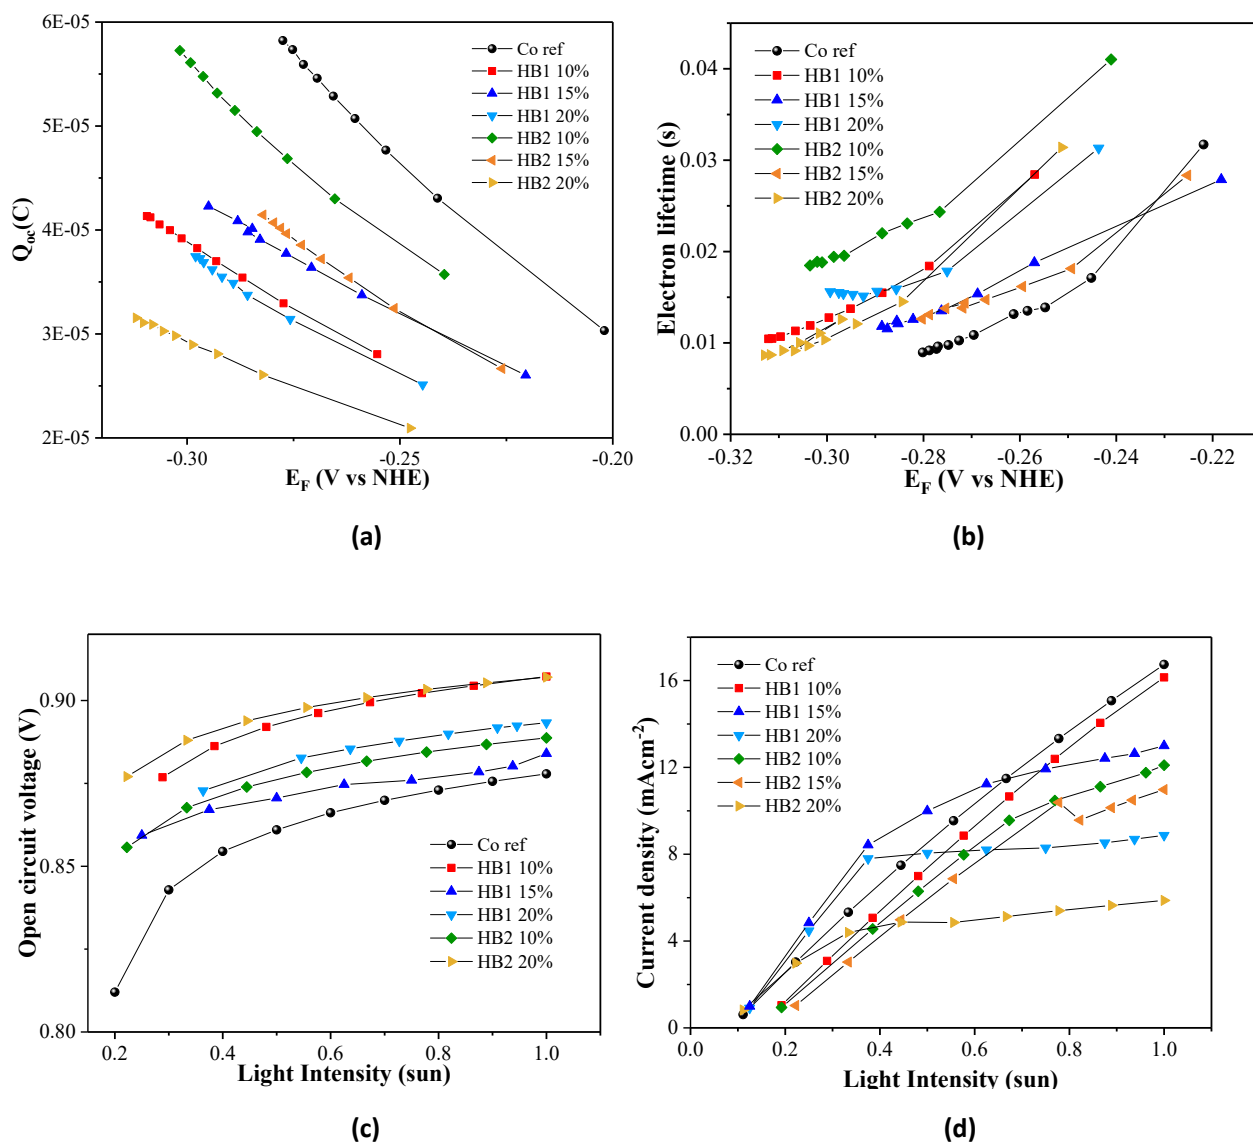 6E-05
5E-05
4E-05
3E-05
2E-05
Q_oc(C)
Co ref
HB1 10%
HB1 15%
HB1 20%
HB2 10%
HB2 15%
HB2 20%
-0.30 -0.25 -0.20
E_F (V vs NHE)
(a)
0.04
0.03
0.02
0.01
0.00
Electron lifetime (s)
Co ref
HB1 10%
HB1 15%
HB1 20%
HB2 10%
HB2 15%
HB2 20%
-0.32 -0.30 -0.28 -0.26 -0.24 -0.22
E_F (V vs NHE)
(b)
0.90
0.85
0.80
Open circuit voltage (V)
Co ref
HB1 10%
HB1 15%
HB1 20%
HB2 10%
HB2 20%
0.2 0.4 0.6 0.8 1.0
Light Intensity (sun)
(c)
16
12
8
4
0
Current density (mAcm⁻²)
Co ref
HB1 10%
HB1 15%
HB1 20%
HB2 10%
HB2 15%
HB2 20%
0.0 0.2 0.4 0.6 0.8 1.0
Light Intensity (sun)
(d)